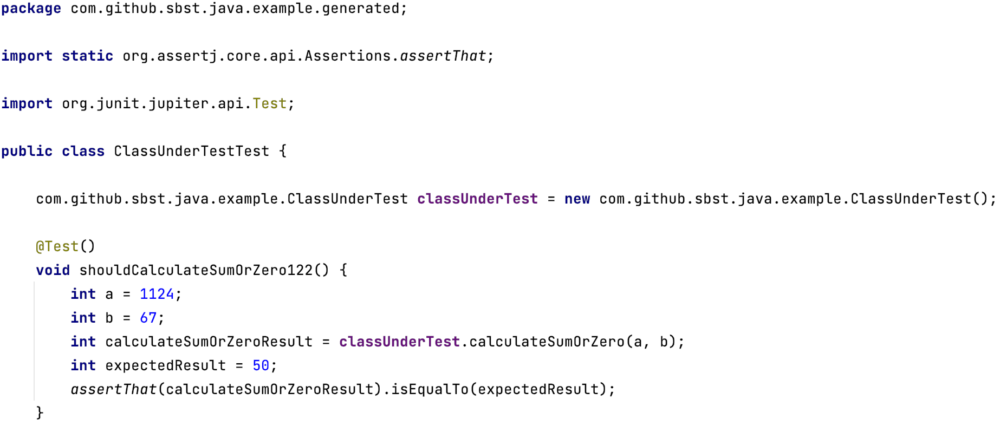 package com.github.sbst.java.example.generated;
import static org.assertj.core.api.Assertions.assertThat;
import org.junit.jupiter.api.Test;
public class ClassUnderTestTest {
com.github.sbst.java.example.ClassUnderTest classUnderTest = new com.github.sbst.java.example.ClassUnderTest();
@Test()
void shouldCalculateSumOrZero122() {
int a = 1124;
int b = 67;
int calculateSumOrZeroResult = classUnderTest.calculateSumOrZero(a, b);
int expectedResult = 50;
assertThat(calculateSumOrZeroResult).isEqualTo(expectedResult);
}